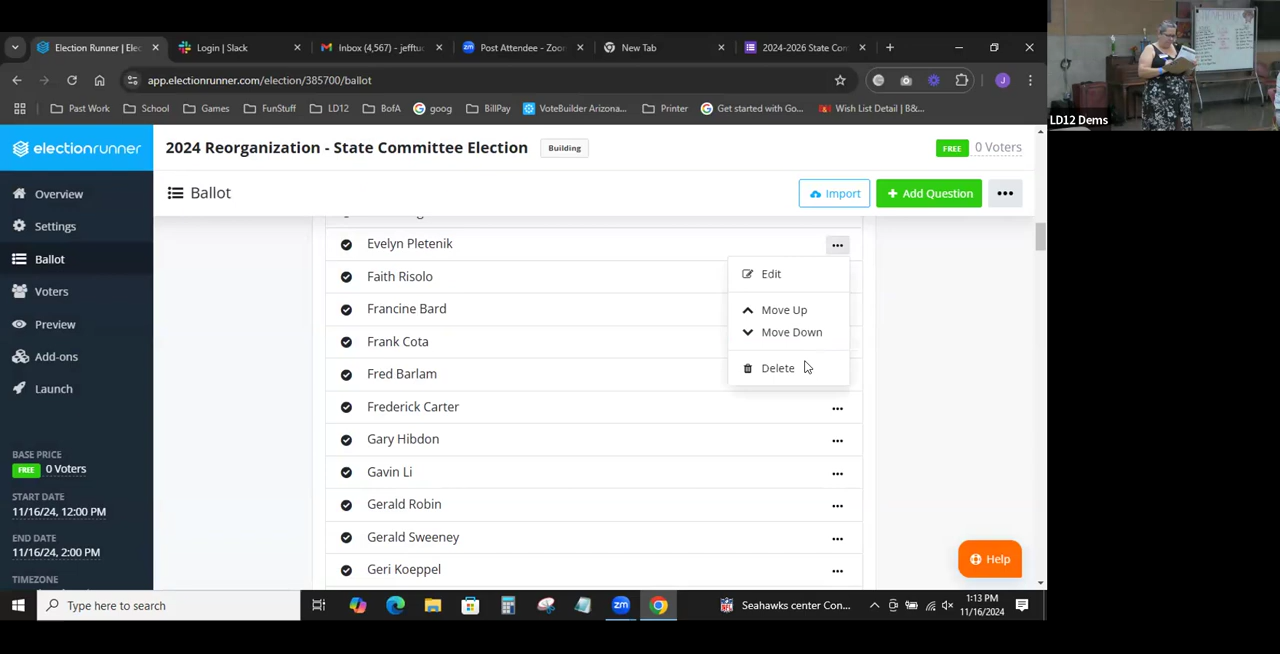 Election Runner | Elec
Login | Slack
Inbox (4,567) - jefftuc
Post Attendee - Zoo
New Tab
2024-2026 State Com
app.electionrunner.com/election/385700/ballot
Past Work
School
Games
FunStuff
LD12
BofA
goog
BillPay
VoteBuilder Arizona...
Printer
Get started with Go...
Wish List Detail | B&...
LD12 Dems
electionrunner
2024 Reorganization - State Committee Election
Building
FREE 0 Voters
Overview
Settings
Ballot
Voters
Preview
Add-ons
Launch
BASE PRICE
FREE 0 Voters
START DATE
11/16/24, 12:00 PM
END DATE
11/16/24, 2:00 PM
TIMEZONE
Ballot
Import
+ Add Question
Evelyn Pletenik
Faith Risolo
Francine Bard
Frank Cota
Fred Barlam
Frederick Carter
Gary Hibdon
Gavin Li
Gerald Robin
Gerald Sweeney
Geri Koeppel
Edit
Move Up
Move Down
Delete
Help
Type here to search
zm
Seahawks center Con...
1:13 PM
11/16/2024